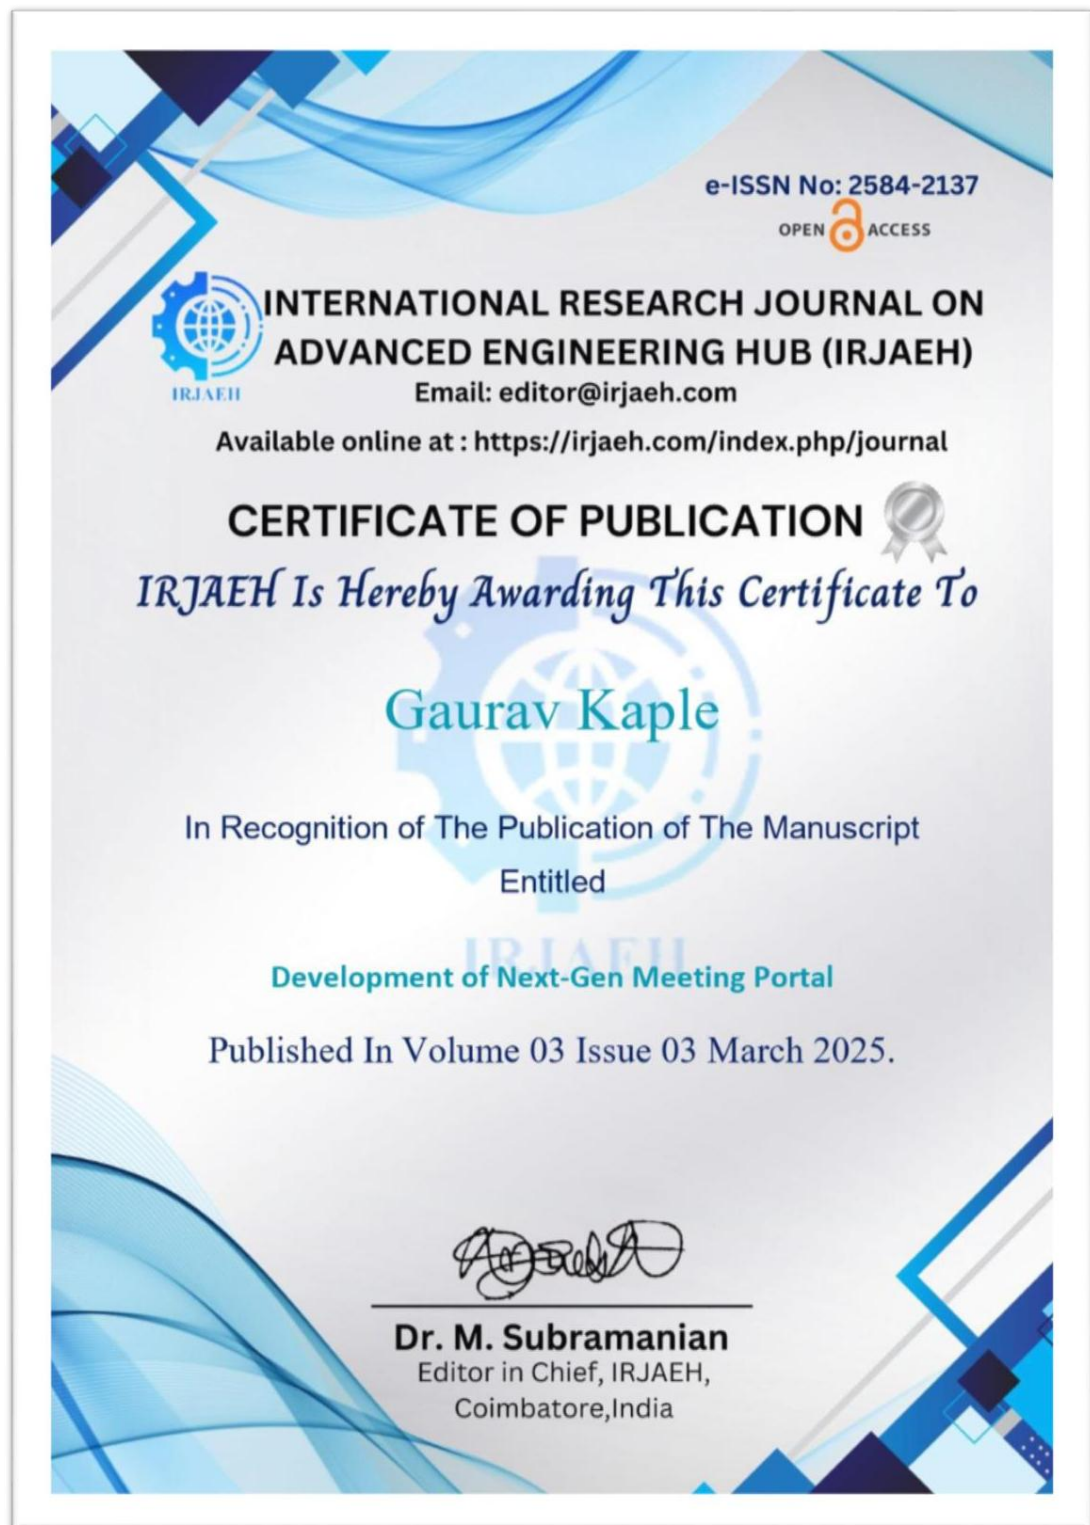 e-ISSN No: 2584-2137
OPEN ACCESS
INTERNATIONAL RESEARCH JOURNAL ON
ADVANCED ENGINEERING HUB (IRJAEH)
IRJAEH
Email: editor@irjaeh.com
Available online at : https://irjaeh.com/index.php/journal
CERTIFICATE OF PUBLICATION
IRJAEH Is Hereby Awarding This Certificate To
Gaurav Kaple
In Recognition of The Publication of The Manuscript
Entitled
IRJAEH
Development of Next-Gen Meeting Portal
Published In Volume 03 Issue 03 March 2025.
Dr. M. Subramanian
Editor in Chief, IRJAEH,
Coimbatore,India